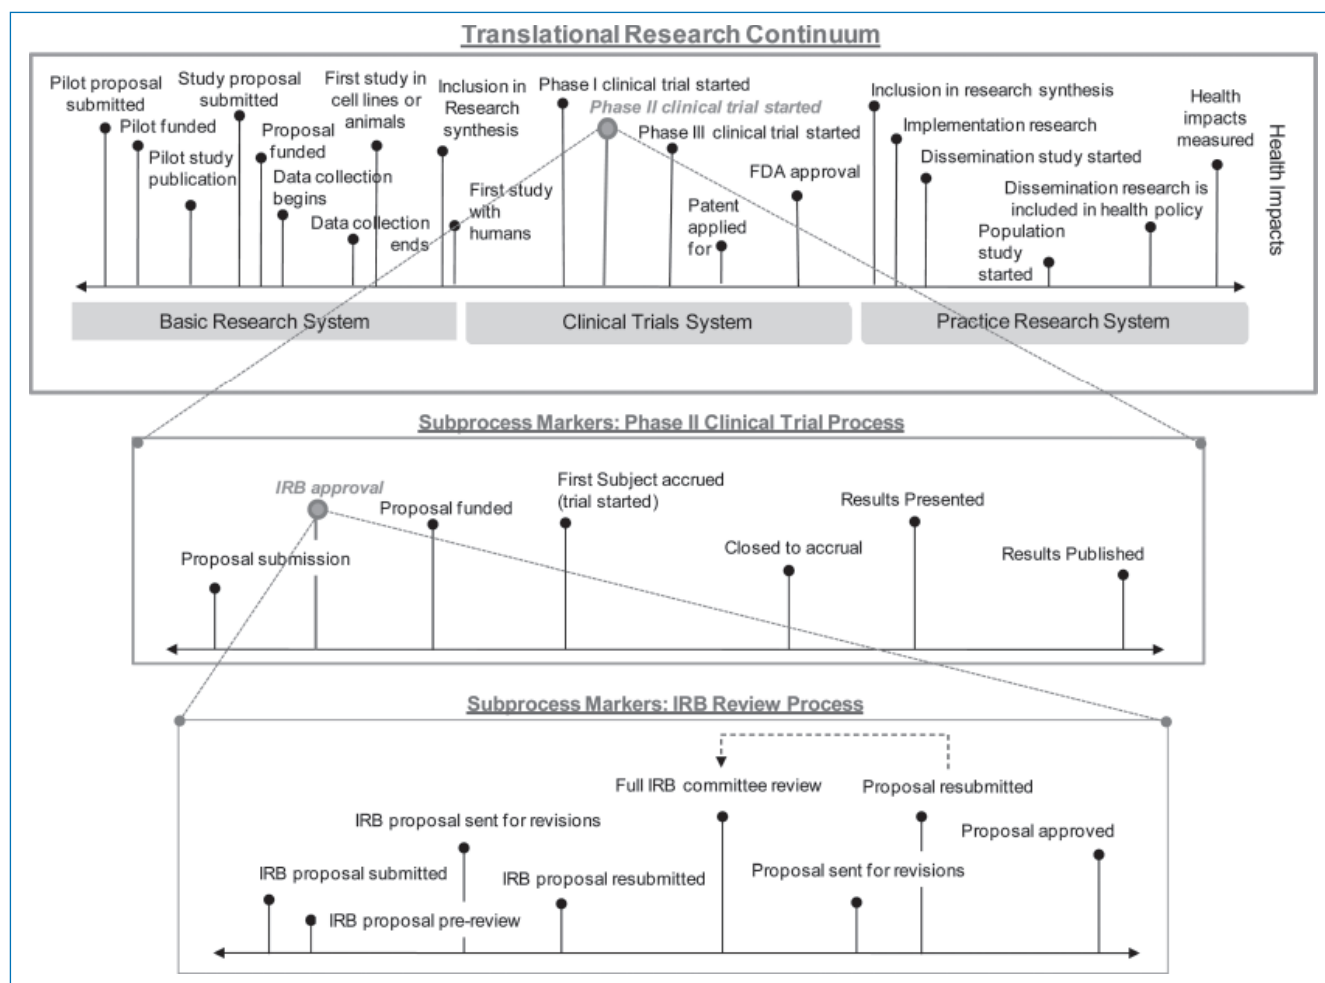 Translational Research Continuum
Pilot proposal
submitted
Pilot funded
Pilot study
publication
Study proposal
submitted
Proposal
funded
Data collection
begins
Data collection
ends
First study in
cell lines or
animals
Inclusion in
Research
synthesis
First study
with
humans
Phase I clinical trial started
Phase II clinical trial started
Phase III clinical trial started
Patent
applied
for
FDA approval
Inclusion in research synthesis
Implementation research
Dissemination study started
Population
study
started
Dissemination research is
included in health policy
Health
impacts
measured
Health Impacts
Basic Research System
Clinical Trials System
Practice Research System
Subprocess Markers: Phase II Clinical Trial Process
Proposal submission
IRB approval
Proposal funded
First Subject accrued
(trial started)
Closed to accrual
Results Presented
Results Published
Subprocess Markers: IRB Review Process
IRB proposal submitted
IRB proposal pre-review
IRB proposal sent for revisions
IRB proposal resubmitted
Full IRB committee review
Proposal sent for revisions
Proposal resubmitted
Proposal approved